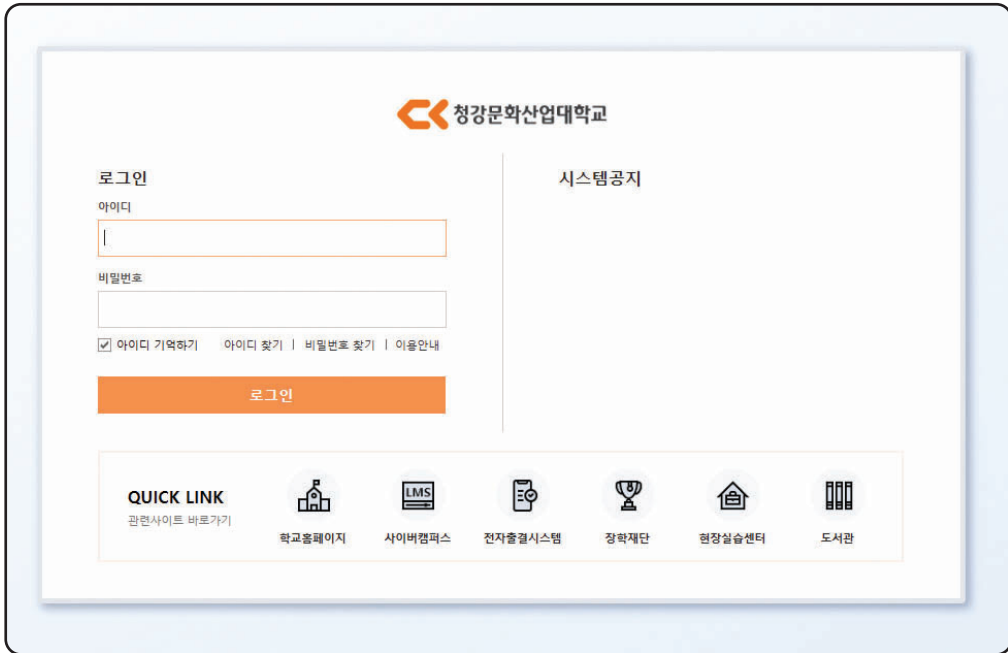 청강문화산업대학교
로그인
아이디
비밀번호
아이디 기억하기 아이디 찾기 | 비밀번호 찾기 | 이용안내
로그인
시스템공지
QUICK LINK
관련사이트 바로가기
학교홈페이지
LMS
사이버캠퍼스
전자출결시스템
장학재단
현장실습센터
도서관